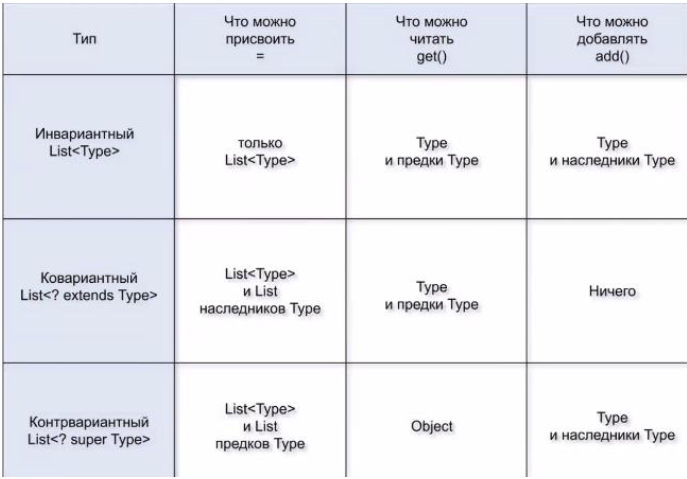 Тип
Что можно
присвоить
=
Что можно
читать
get()
Что можно
добавлять
add()
Инвариантный
List<Type>
только
List<Type>
Type
и предки Type
Type
и наследники Type
Ковариантный
List<? extends Type>
List<Type>
и List
наследников Type
Type
и предки Type
Ничего
Контрвариантный
List<? super Type>
List<Type>
и List
предков Type
Object
Type
и наследники Type